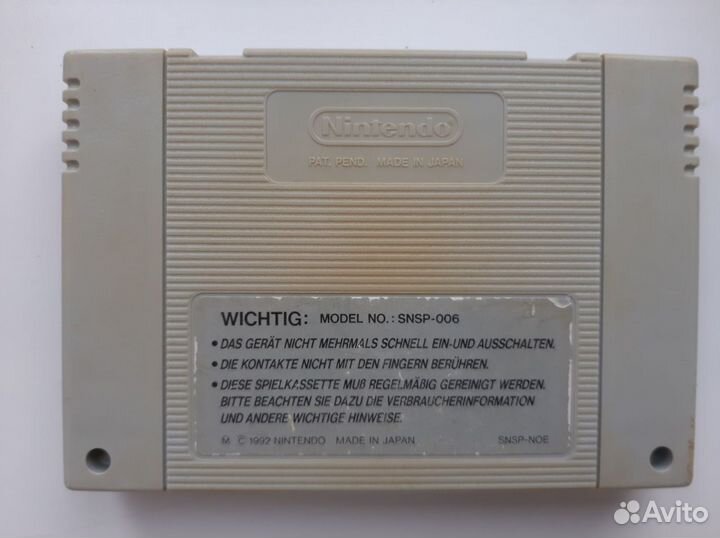 Nintendo
PAT. PEND. MADE IN JAPAN
WICHTIG: MODEL NO.: SNSP-006
• DAS GERÄT NICHT MEHRMALS SCHNELL EIN-UND AUSSCHALTEN.
• DIE KONTAKTE NICHT MIT DEN FINGERN BERÜHREN.
• DIESE SPIELKASSETTE MUß REGELMÄßIG GEREINIGT WERDEN.
BITTE BEACHTEN SIE DAZU DIE VERBRAUCHERINFORMATION
UND ANDERE WICHTIGE HINWEISE.
M © 1992 NINTENDO MADE IN JAPAN SNSP-NOE
Avito